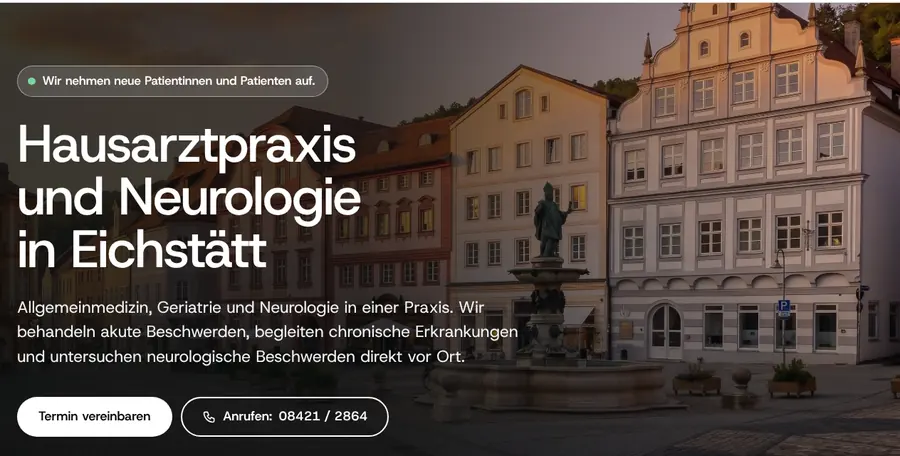 Wir nehmen neue Patientinnen und Patienten auf.
Hausarztpraxis
und Neurologie
in Eichstätt
Allgemeinmedizin, Geriatrie und Neurologie in einer Praxis. Wir
behandeln akute Beschwerden, begleiten chronische Erkrankungen
und untersuchen neurologische Beschwerden direkt vor Ort.
Termin vereinbaren
Anrufen: 08421 / 2864
P